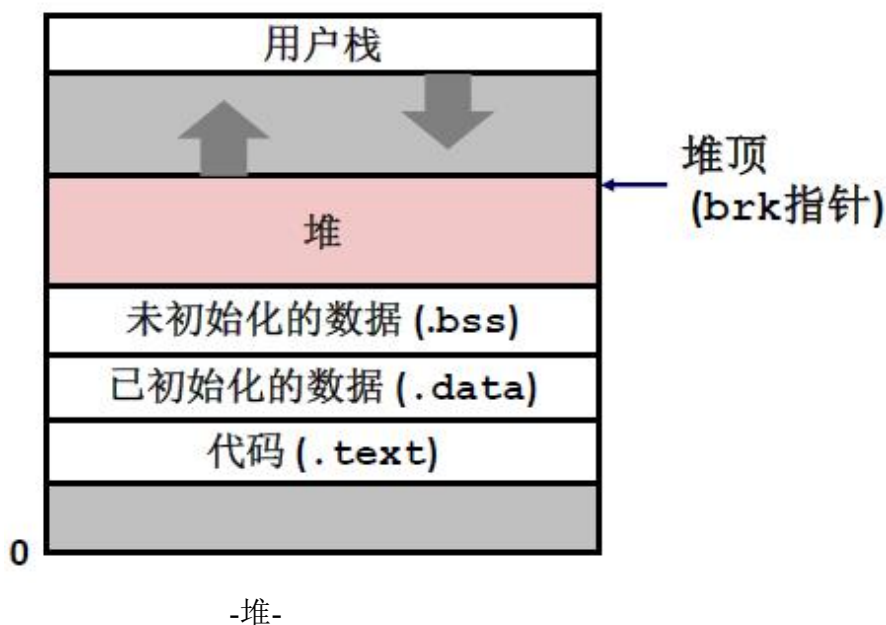 用户栈
堆顶
(brk指针)
堆
未初始化的数据 (.bss)
已初始化的数据 (.data)
代码 (.text)
0
-堆-